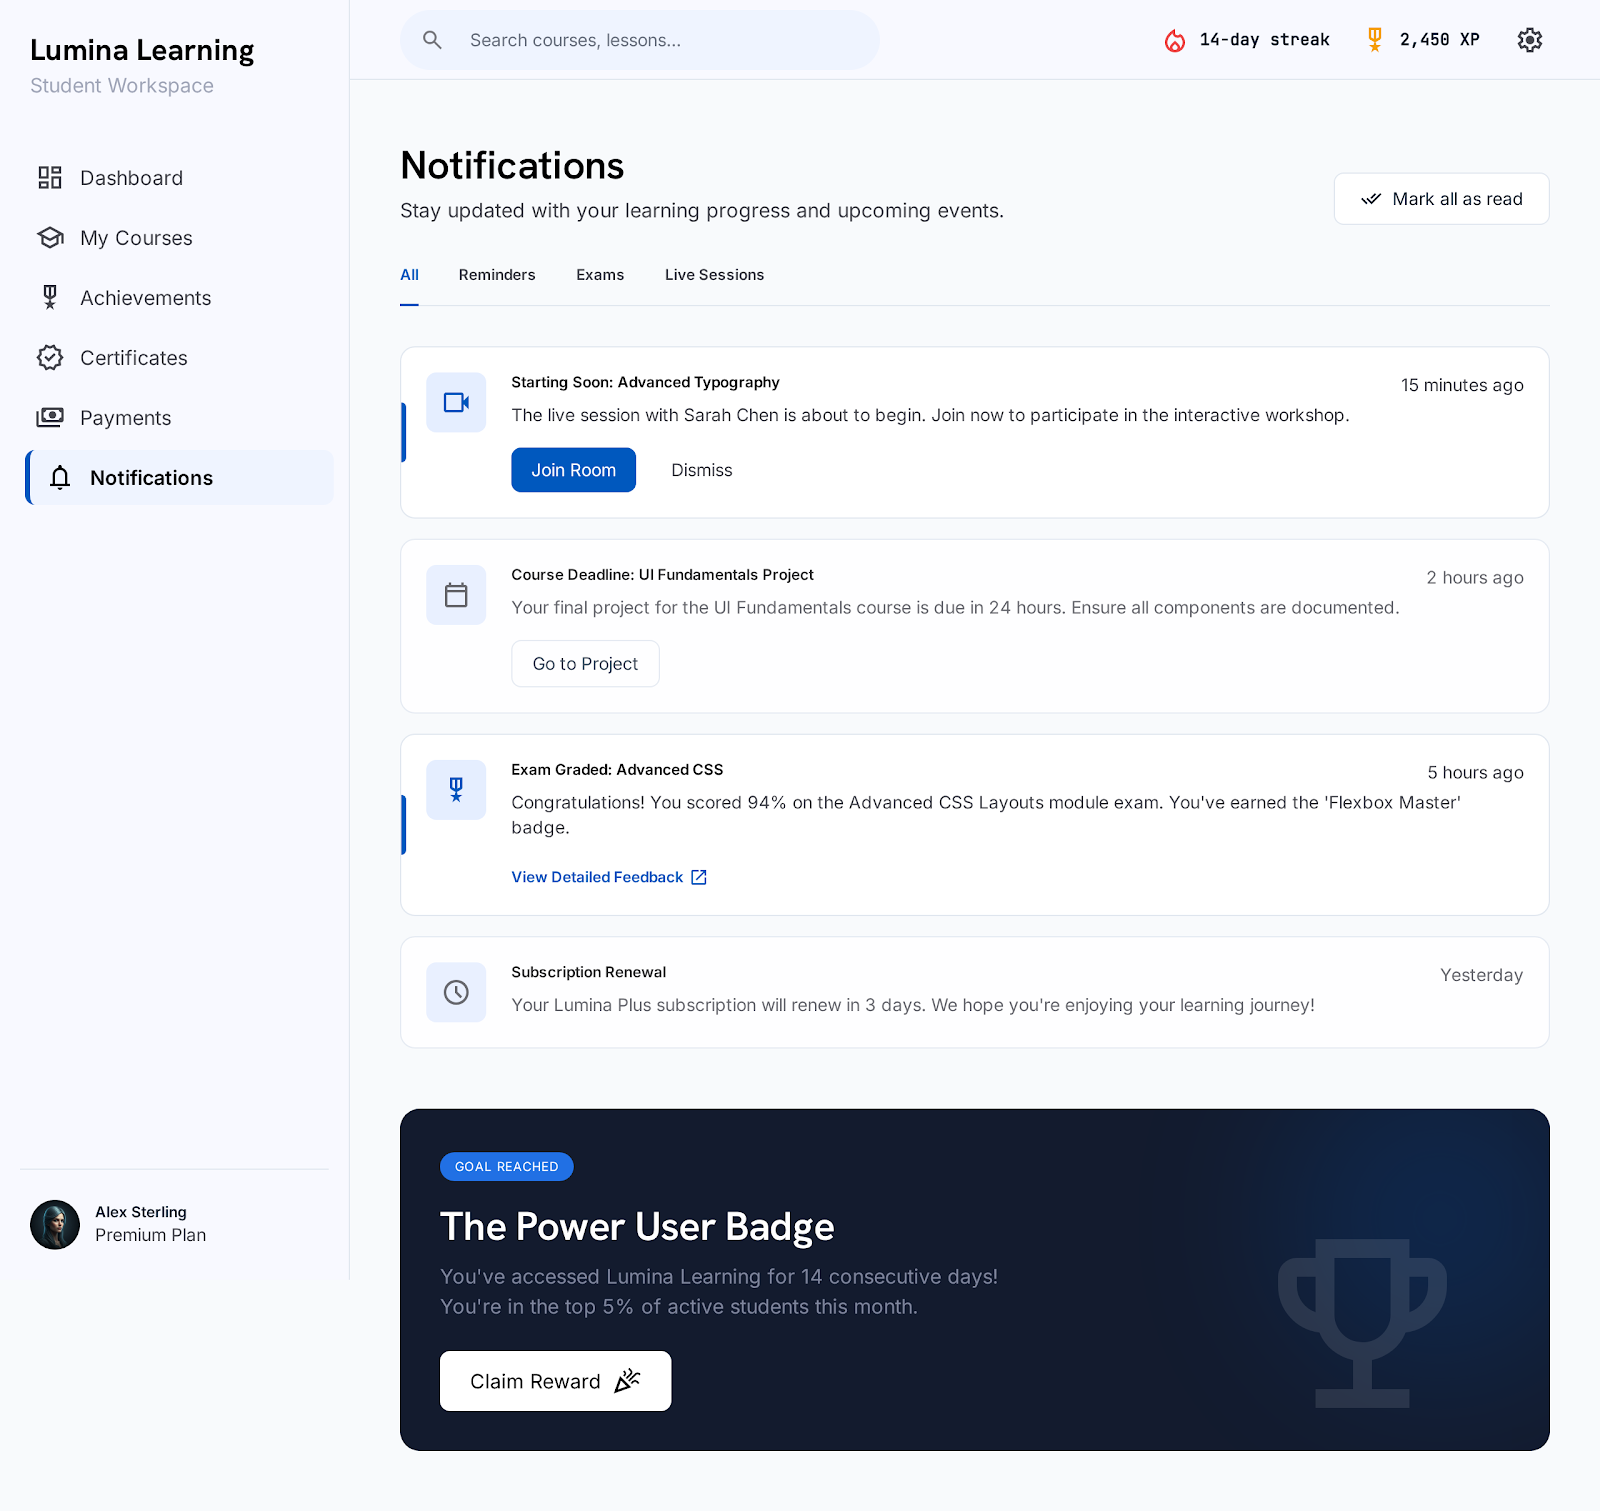 Lumina Learning
Student Workspace
Dashboard
My Courses
Achievements
Certificates
Payments
Notifications
Alex Sterling
Premium Plan
Search courses, lessons...
14-day streak
2,450 XP
Notifications
Stay updated with your learning progress and upcoming events.
Mark all as read
All
Reminders
Exams
Live Sessions
Starting Soon: Advanced Typography
15 minutes ago
The live session with Sarah Chen is about to begin. Join now to participate in the interactive workshop.
Join Room
Dismiss
Course Deadline: UI Fundamentals Project
2 hours ago
Your final project for the UI Fundamentals course is due in 24 hours. Ensure all components are documented.
Go to Project
Exam Graded: Advanced CSS
5 hours ago
Congratulations! You scored 94% on the Advanced CSS Layouts module exam. You've earned the 'Flexbox Master'
badge.
View Detailed Feedback
Subscription Renewal
Yesterday
Your Lumina Plus subscription will renew in 3 days. We hope you're enjoying your learning journey!
GOAL REACHED
The Power User Badge
You've accessed Lumina Learning for 14 consecutive days!
You're in the top 5% of active students this month.
Claim Reward